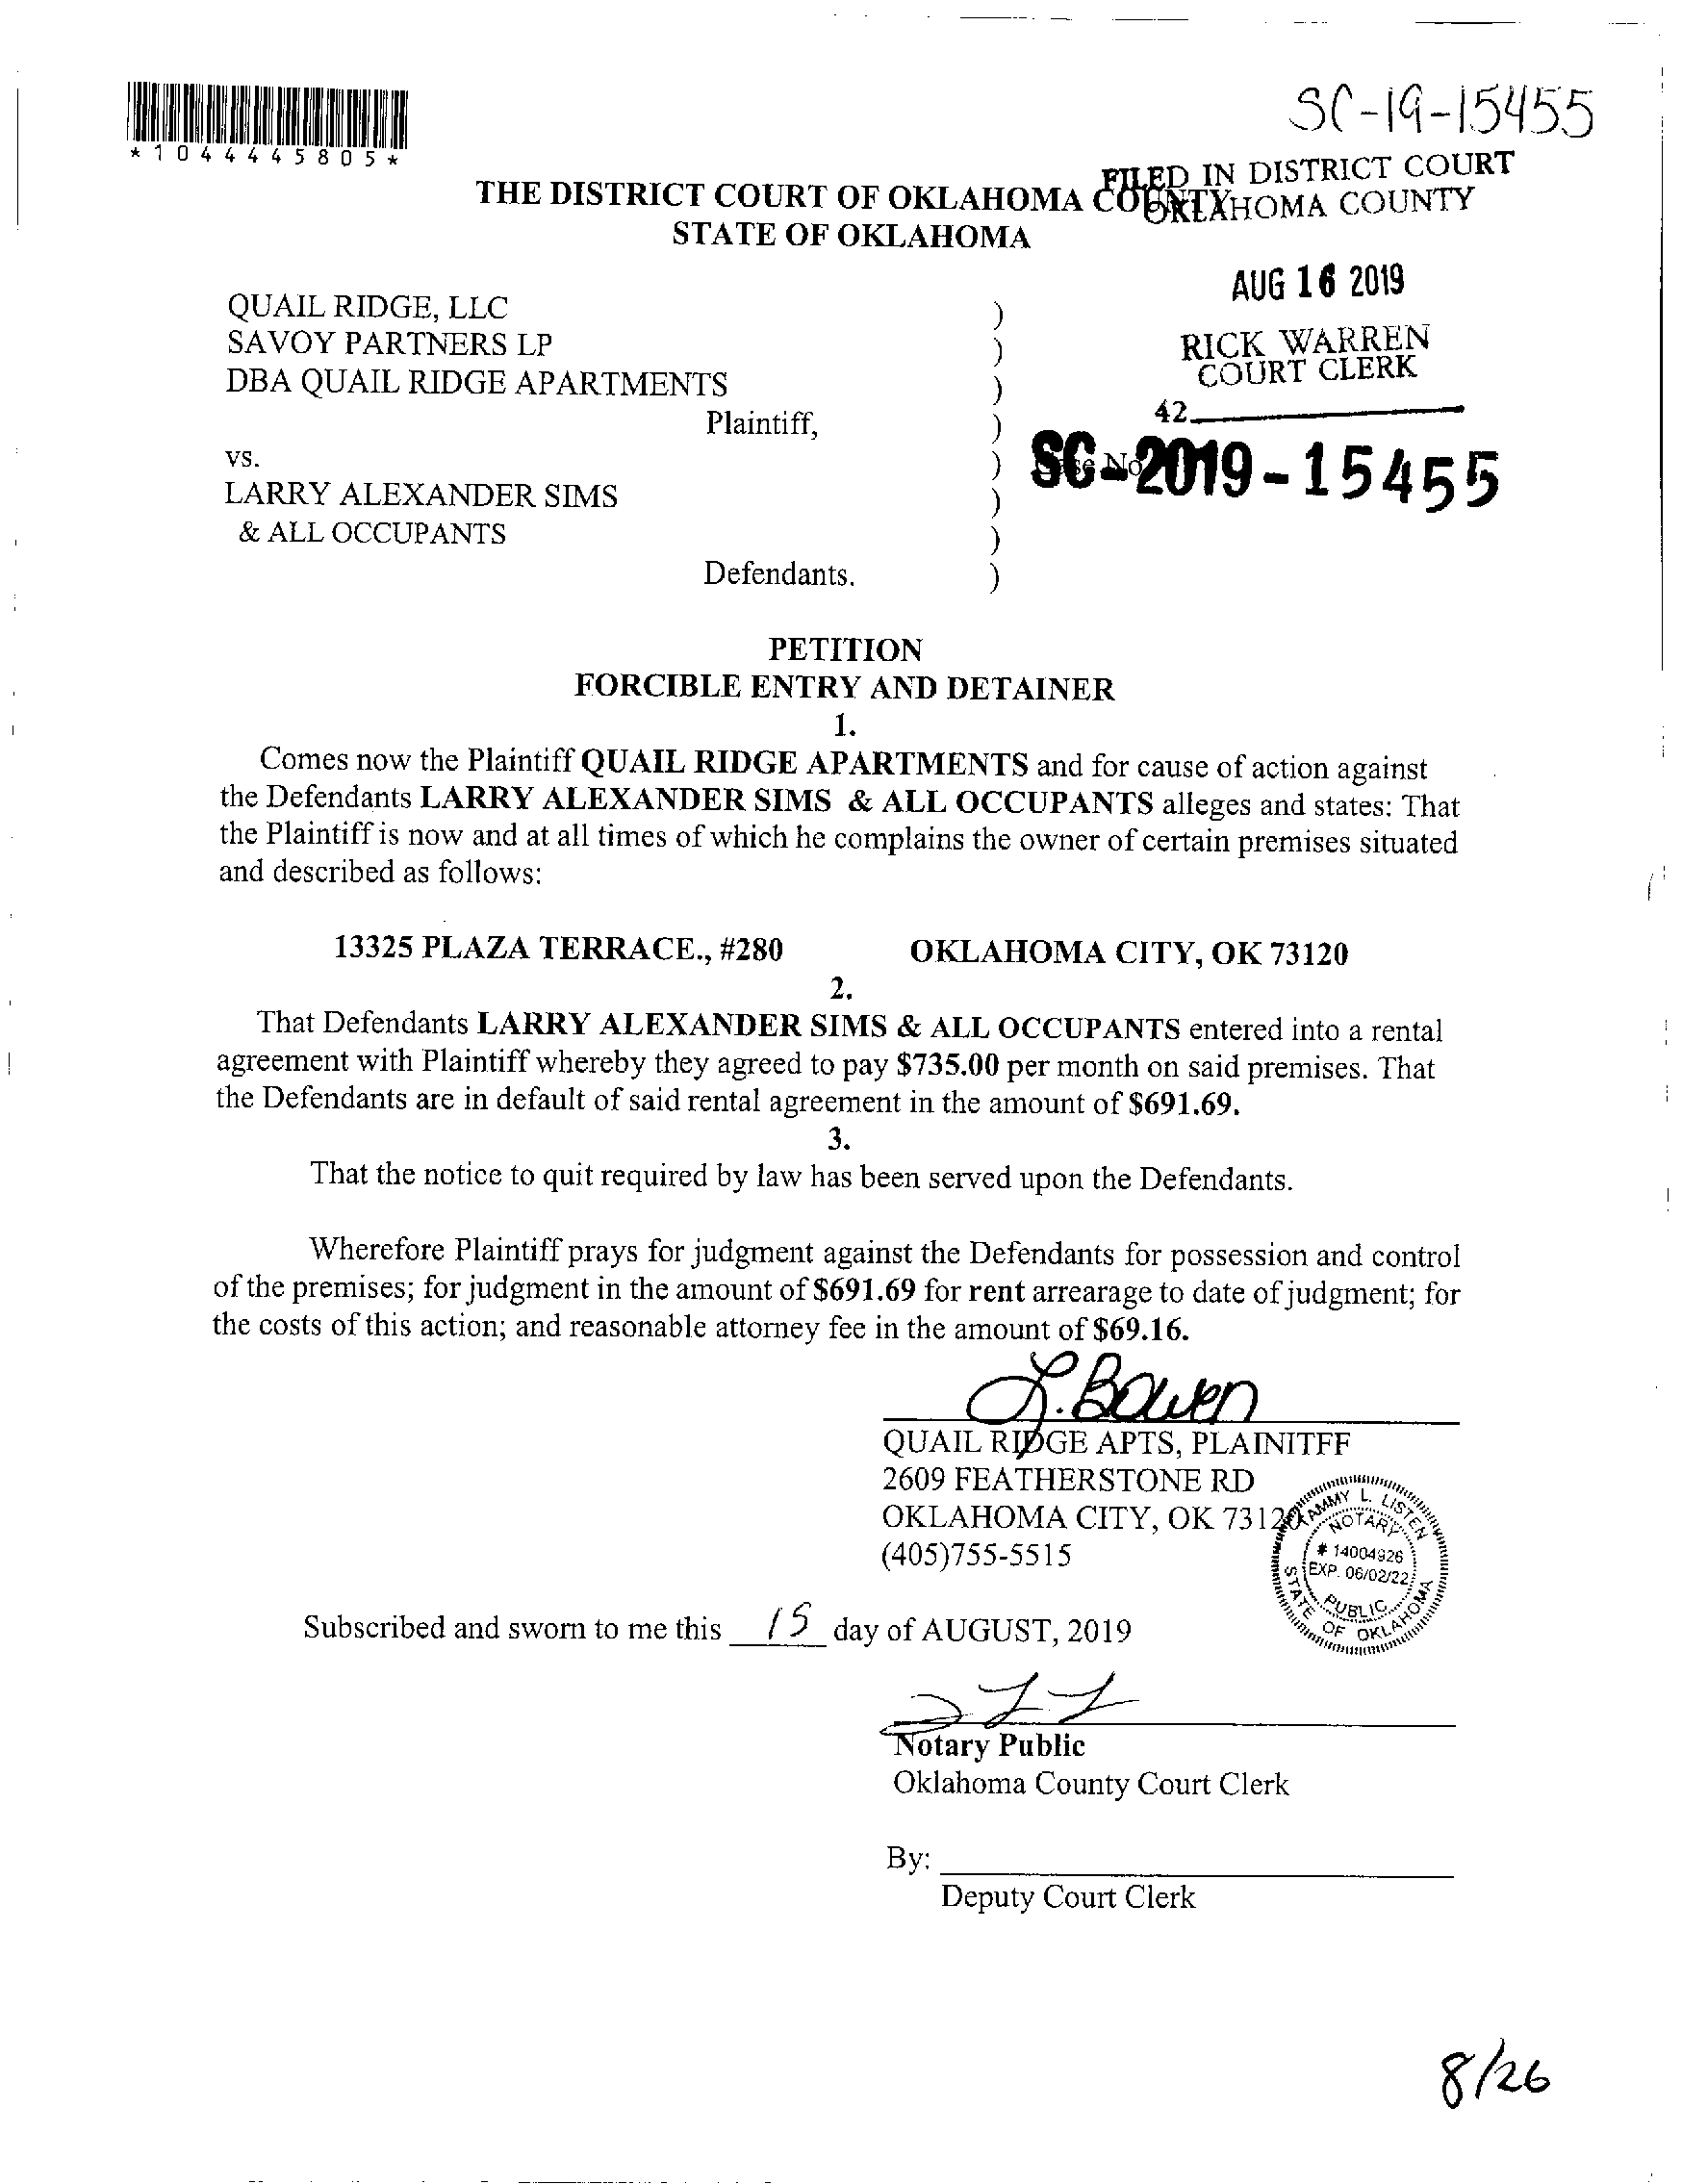 SC-19-15455
*1044445805*
FILED IN DISTRICT COURT
OKLAHOMA COUNTY
THE DISTRICT COURT OF OKLAHOMA COUNTY
STATE OF OKLAHOMA
AUG 16 2019
RICK WARREN
COURT CLERK
42
QUAIL RIDGE, LLC )
SAVOY PARTNERS LP )
DBA QUAIL RIDGE APARTMENTS )
Plaintiff, )
vs. ) Case No
SC-2019-15455
LARRY ALEXANDER SIMS )
& ALL OCCUPANTS )
Defendants. )
PETITION
FORCIBLE ENTRY AND DETAINER
1.
Comes now the Plaintiff QUAIL RIDGE APARTMENTS and for cause of action against
the Defendants LARRY ALEXANDER SIMS & ALL OCCUPANTS alleges and states: That
the Plaintiff is now and at all times of which he complains the owner of certain premises situated
and described as follows:
13325 PLAZA TERRACE., #280 OKLAHOMA CITY, OK 73120
2.
That Defendants LARRY ALEXANDER SIMS & ALL OCCUPANTS entered into a rental
agreement with Plaintiff whereby they agreed to pay $735.00 per month on said premises. That
the Defendants are in default of said rental agreement in the amount of $691.69.
3.
That the notice to quit required by law has been served upon the Defendants.
Wherefore Plaintiff prays for judgment against the Defendants for possession and control
of the premises; for judgment in the amount of $691.69 for rent arrearage to date of judgment; for
the costs of this action; and reasonable attorney fee in the amount of $69.16.
L. Bowen
QUAIL RIDGE APTS, PLAINITFF
2609 FEATHERSTONE RD
OKLAHOMA CITY, OK 73120
(405)755-5515
TAMMY L. LISTEN
NOTARY
# 14004926
EXP. 06/02/22
PUBLIC
STATE OF OKLAHOMA
Subscribed and sworn to me this 15 day of AUGUST, 2019
Notary Public
Oklahoma County Court Clerk
By:
Deputy Court Clerk
8/26